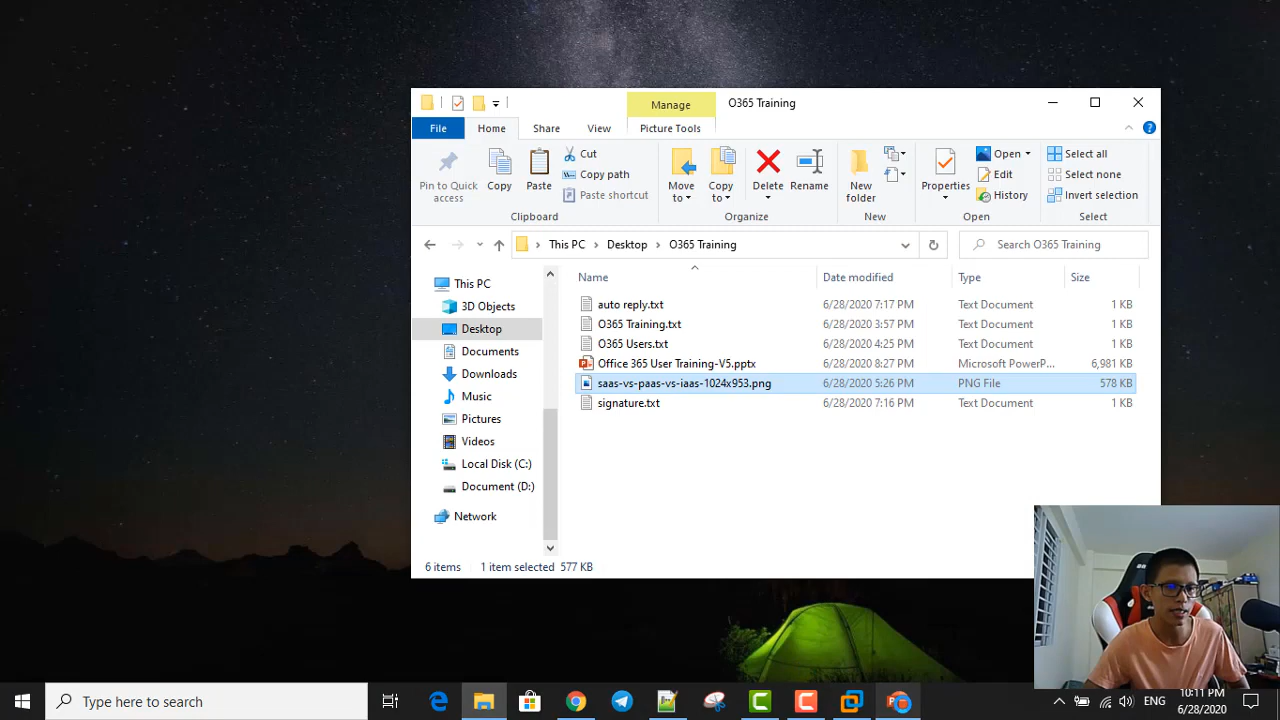 Manage
O365 Training
File
Home
Share
View
Picture Tools
Pin to Quick
access
Copy
Paste
Cut
Copy path
Paste shortcut
Clipboard
Move
to
Copy
to
Delete
Rename
Organize
New
folder
New
Properties
Open
Edit
History
Open
Select all
Select none
Invert selection
Select
This PC
Desktop
O365 Training
Search O365 Training
This PC
3D Objects
Desktop
Documents
Downloads
Music
Pictures
Videos
Local Disk (C:)
Document (D:)
Network
Name Date modified Type Size
auto reply.txt 6/28/2020 7:17 PM Text Document 1 KB
O365 Training.txt 6/28/2020 3:57 PM Text Document 1 KB
O365 Users.txt 6/28/2020 4:25 PM Text Document 1 KB
Office 365 User Training-V5.pptx 6/28/2020 8:27 PM Microsoft PowerP... 6,981 KB
saas-vs-paas-vs-iaas-1024x953.png 6/28/2020 5:26 PM PNG File 578 KB
signature.txt 6/28/2020 7:16 PM Text Document 1 KB
6 items 1 item selected 577 KB
Type here to search
ENG
10:11 PM
6/28/2020